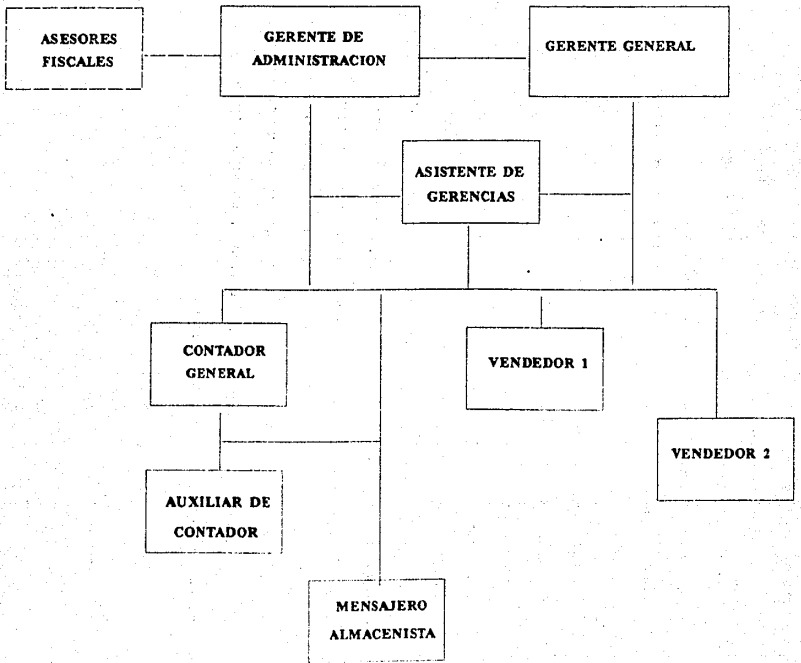 ASESORES
FISCALES
GERENTE DE
ADMINISTRACION
GERENTE GENERAL
ASISTENTE DE
GERENCIAS
CONTADOR
GENERAL
VENDEDOR 1
VENDEDOR 2
AUXILIAR DE
CONTADOR
MENSAJERO
ALMACENISTA